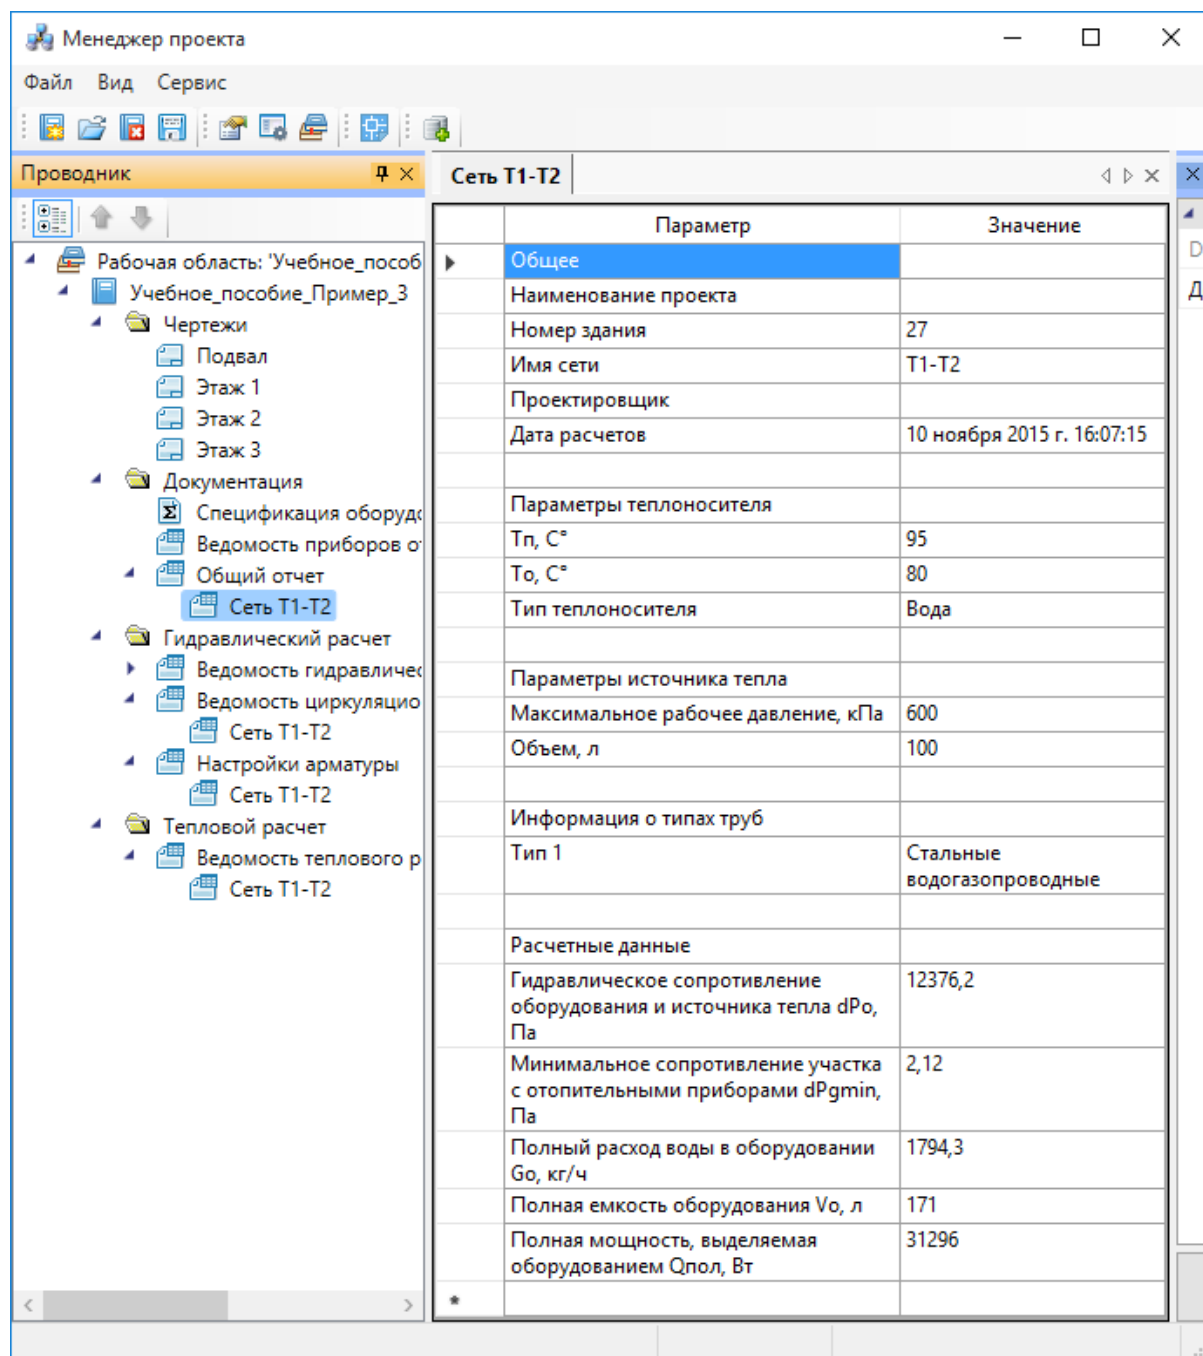 Менеджер проекта
Файл Вид Сервис
Проводник
Рабочая область: 'Учебное_пособ
Учебное_пособие_Пример_3
Чертежи
Подвал
Этаж 1
Этаж 2
Этаж 3
Документация
Спецификация оборудо
Ведомость приборов о
Общий отчет
Сеть Т1-Т2
Гидравлический расчет
Ведомость гидравличес
Ведомость циркуляцио
Сеть Т1-Т2
Настройки арматуры
Сеть Т1-Т2
Тепловой расчет
Ведомость теплового р
Сеть Т1-Т2
Сеть Т1-Т2
Параметр Значение
Общее
Наименование проекта
Номер здания 27
Имя сети Т1-Т2
Проектировщик
Дата расчетов 10 ноября 2015 г. 16:07:15
Параметры теплоносителя
Тп, С° 95
То, С° 80
Тип теплоносителя Вода
Параметры источника тепла
Максимальное рабочее давление, кПа 600
Объем, л 100
Информация о типах труб
Тип 1 Стальные
водогазопроводные
Расчетные данные
Гидравлическое сопротивление 12376,2
оборудования и источника тепла dPo,
Па
Минимальное сопротивление участка 2,12
с отопительными приборами dPgmin,
Па
Полный расход воды в оборудовании 1794,3
Go, кг/ч
Полная емкость оборудования Vo, л 171
Полная мощность, выделяемая 31296
оборудованием Qпол, Вт
D
Д